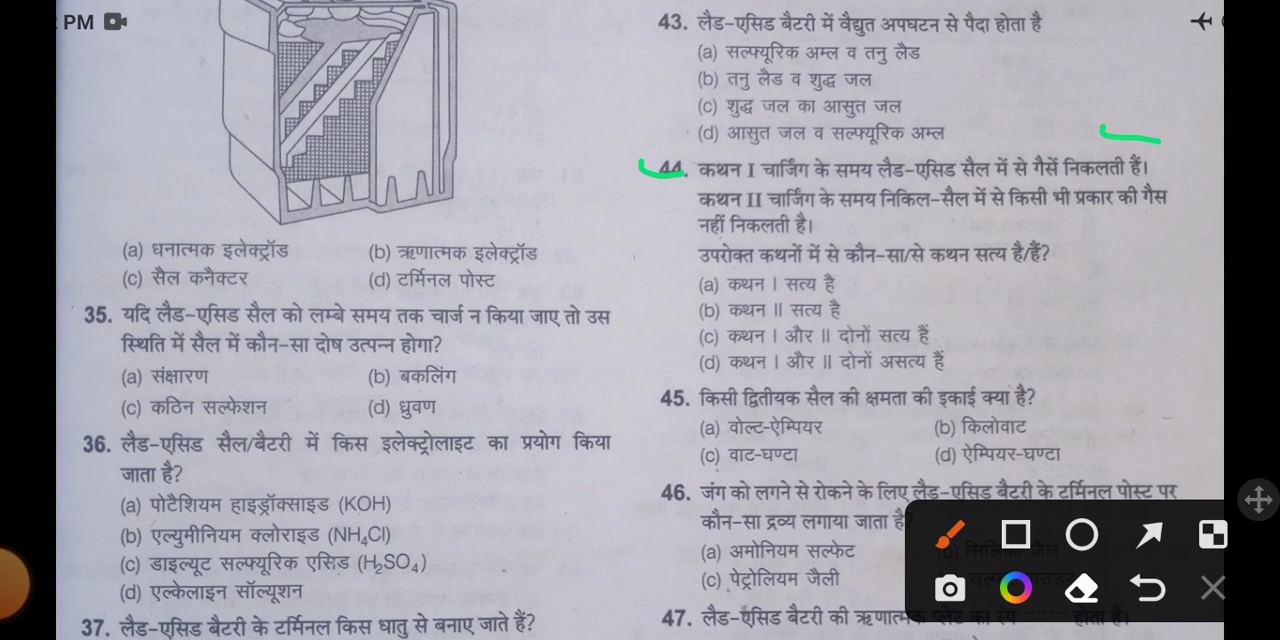 PM
(a) धनात्मक इलेक्ट्रॉड (b) ऋणात्मक इलेक्ट्रॉड
(c) सैल कनैक्टर (d) टर्मिनल पोस्ट
35. यदि लैड-एसिड सैल को लम्बे समय तक चार्ज न किया जाए तो उस
स्थिति में सैल में कौन-सा दोष उत्पन्न होगा?
(a) संक्षारण (b) बकलिंग
(c) कठिन सल्फेशन (d) ध्रुवण
36. लैड-एसिड सैल/बैटरी में किस इलेक्ट्रोलाइट का प्रयोग किया
जाता है?
(a) पोटैशियम हाइड्रॉक्साइड (KOH)
(b) एल्युमीनियम क्लोराइड (NH₄Cl)
(c) डाइल्यूट सल्फ्यूरिक एसिड (H₂SO₄)
(d) एल्केलाइन सॉल्यूशन
37. लैड-एसिड बैटरी के टर्मिनल किस धातु से बनाए जाते हैं?
43. लैड-एसिड बैटरी में वैद्युत अपघटन से पैदा होता है
(a) सल्फ्यूरिक अम्ल व तनु लैड
(b) तनु लैड व शुद्ध जल
(c) शुद्ध जल का आसुत जल
(d) आसुत जल व सल्फ्यूरिक अम्ल
44. कथन I चार्जिंग के समय लैड-एसिड सैल में से गैसें निकलती हैं।
कथन II चार्जिंग के समय निकिल-सैल में से किसी भी प्रकार की गैस
नहीं निकलती है।
उपरोक्त कथनों में से कौन-सा/से कथन सत्य है/हैं?
(a) कथन I सत्य है
(b) कथन II सत्य है
(c) कथन I और II दोनों सत्य हैं
(d) कथन I और II दोनों असत्य हैं
45. किसी द्वितीयक सैल की क्षमता की इकाई क्या है?
(a) वोल्ट-ऐम्पियर (b) किलोवाट
(c) वाट-घण्टा (d) ऐम्पियर-घण्टा
46. जंग को लगने से रोकने के लिए लैड-एसिड बैटरी के टर्मिनल पोस्ट पर
कौन-सा द्रव्य लगाया जाता है?
(a) अमोनियम सल्फेट (b) सिलिका जैल
(c) पेट्रोलियम जैली
47. लैड-एसिड बैटरी की ऋणात्मक प्लेट का रंग ...... होता है।